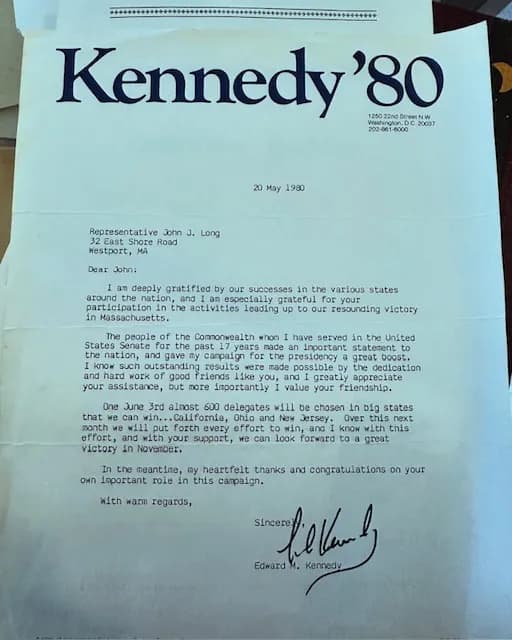 Kennedy '80
1250 22nd Street N.W.
Washington, D.C. 20037
202-861-6000
20 May 1980
Representative John J. Long
32 East Shore Road
Westport, MA
Dear John:
I am deeply gratified by our successes in the various states
around the nation, and I am especially grateful for your
participation in the activities leading up to our resounding victory
in Massachusetts.
The people of the Commonwealth whom I have served in the United
States Senate for the past 17 years made an important statement to
the nation, and gave my campaign for the presidency a great boost.
I know such outstanding results were made possible by the dedication
and hard work of good friends like you, and I greatly appreciate
your assistance, but more importantly I value your friendship.
One June 3rd almost 600 delegates will be chosen in big states
that we can win...California, Ohio and New Jersey. Over this next
month we will put forth every effort to win, and I know with this
effort, and with your support, we can look forward to a great
victory in November.
In the meantime, my heartfelt thanks and congratulations on your
own important role in this campaign.
With warm regards,
Sincerely
Edward M. Kennedy